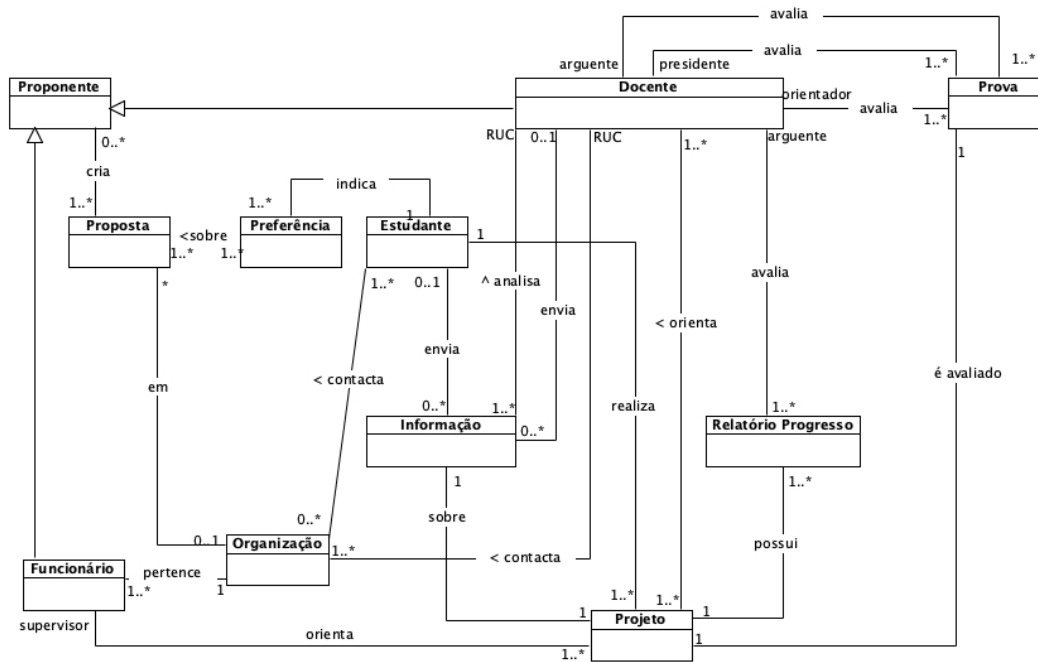 avalia
avalia
arguente
presidente
1..*
1..*
Proponente
Docente
Prova
orientador
avalia
0..*
RUC
0..1
RUC
1..*
arguente
1..*
1
cria
indica
1..*
1..*
1
Proposta
Preferência
Estudante
<sobre
1
1..*
1..*
*
1..*
0..1
^ analisa
avalia
envia
< orienta
envia
é avaliado
em
< contacta
realiza
0..*
1..*
1..*
Informação
Relatório Progresso
0..*
1
1..*
0..*
sobre
0..1
Organização
1..*
possui
< contacta
Funcionário
pertence
1..*
1
1..*
1..*
1
Projeto
1
supervisor
orienta
1
1..*